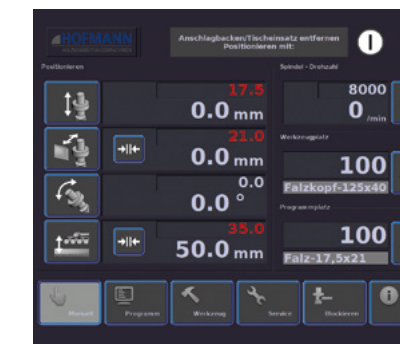 HOFMANN
Anschlagbacken/Tischeinsatz entfernen
Positionieren mit:
I
Positionieren
Spindel - Drehzahl
17.5
0.0 mm
8000
0 /min
21.0
0.0 mm
Werkzeugplatz
100
Falzkopf-125x40
0.0
0.0 °
Programmplatz
35.0
50.0 mm
100
Falz-17,5x21
Manuell
Programm
Werkzeug
Service
Blockieren
i